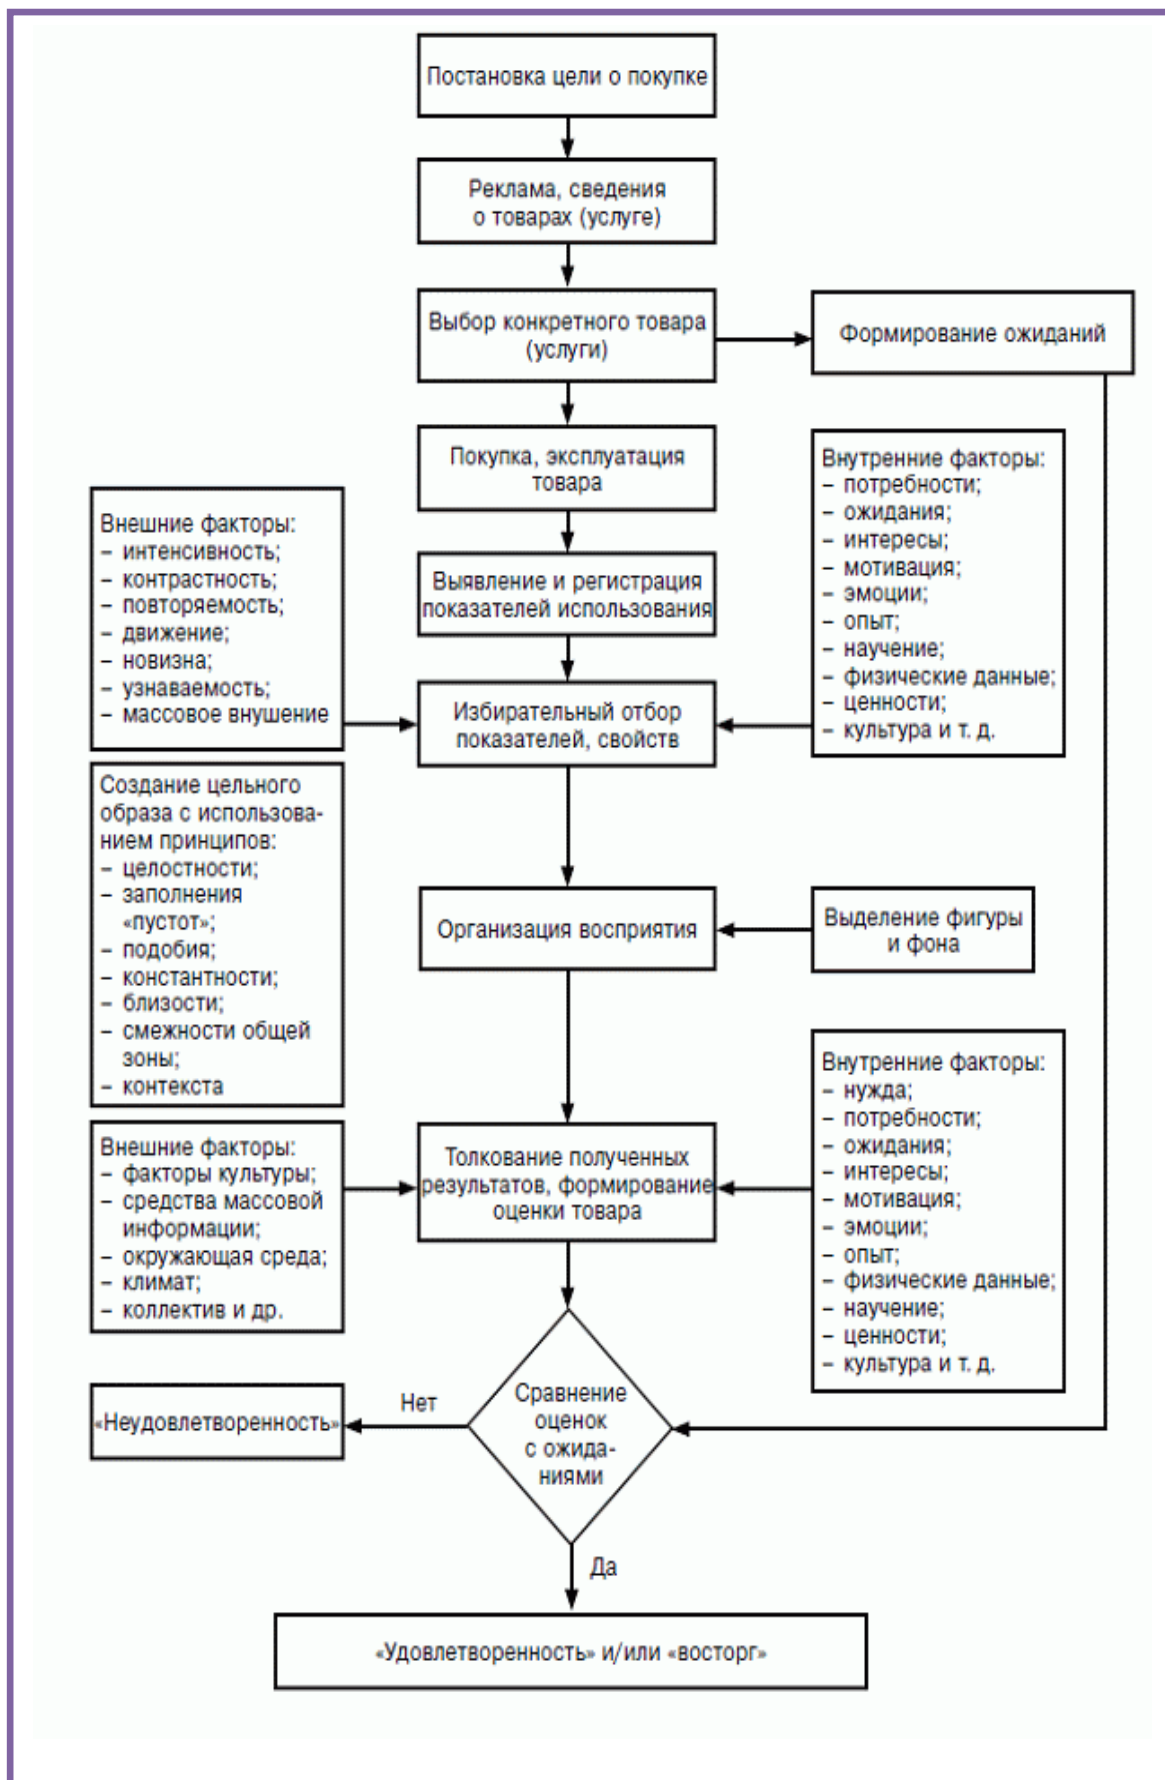 Постановка цели о покупке
Реклама, сведения
о товарах (услуге)
Выбор конкретного товара
(услуги)
Формирование ожиданий
Покупка, эксплуатация
товара
Внутренние факторы:
– потребности;
– ожидания;
– интересы;
– мотивация;
– эмоции;
– опыт;
– научение;
– физические данные;
– ценности;
– культура и т. д.
Внешние факторы:
– интенсивность;
– контрастность;
– повторяемость;
– движение;
– новизна;
– узнаваемость;
– массовое внушение
Выявление и регистрация
показателей использования
Избирательный отбор
показателей, свойств
Создание цельного
образа с использова-
нием принципов:
– целостности;
– заполнения
«пустот»;
– подобия;
– константности;
– близости;
– смежности общей
зоны;
– контекста
Организация восприятия
Выделение фигуры
и фона
Внешние факторы:
– факторы культуры;
– средства массовой
информации;
– окружающая среда;
– климат;
– коллектив и др.
Толкование полученных
результатов, формирование
оценки товара
Внутренние факторы:
– нужда;
– потребности;
– ожидания;
– интересы;
– мотивация;
– эмоции;
– опыт;
– физические данные;
– научение;
– ценности;
– культура и т. д.
«Неудовлетворенность»
Нет
Сравнение
оценок
с ожида-
ниями
Да
«Удовлетворенность» и/или «восторг»